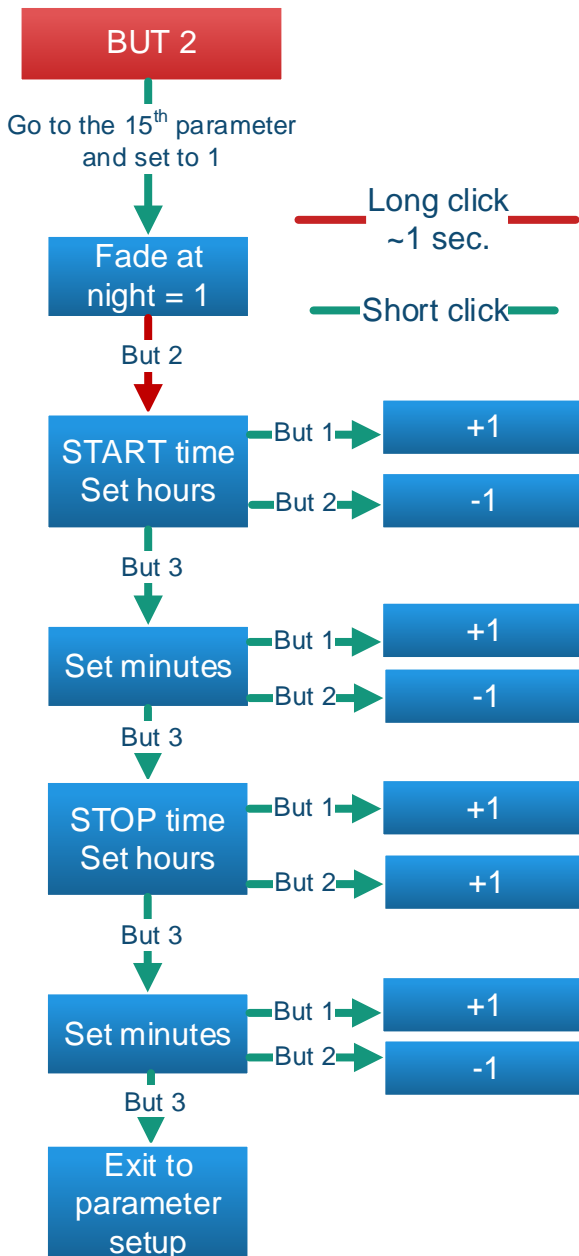 BUT 2
Go to the 15th parameter
and set to 1
Long click
~1 sec.
Short click
Fade at
night = 1
But 2
START time
Set hours
But 1
+1
But 2
-1
But 3
Set minutes
But 1
+1
But 2
-1
But 3
STOP time
Set hours
But 1
+1
But 2
+1
But 3
Set minutes
But 1
+1
But 2
-1
But 3
Exit to
parameter
setup